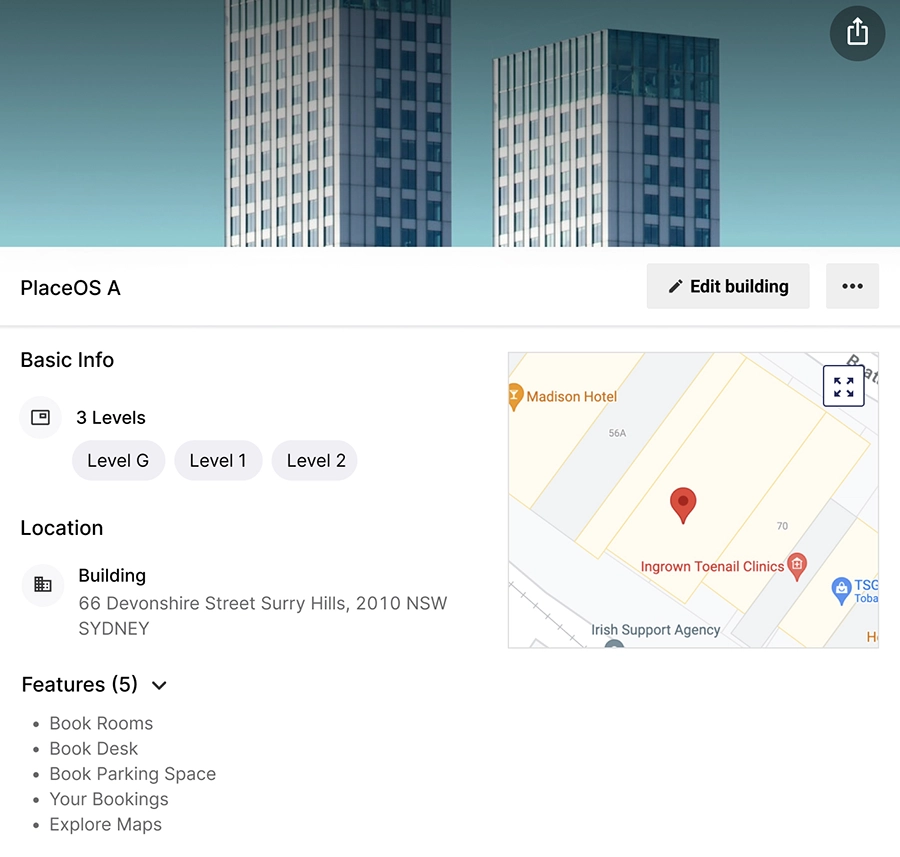 PlaceOS A
Edit building
Basic Info
3 Levels
Level G
Level 1
Level 2
Location
Building
66 Devonshire Street Surry Hills, 2010 NSW
SYDNEY
Features (5)
Book Rooms
Book Desk
Book Parking Space
Your Bookings
Explore Maps
Madison Hotel
56A
70
Ingrown Toenail Clinics
TSG
Toba
Irish Support Agency